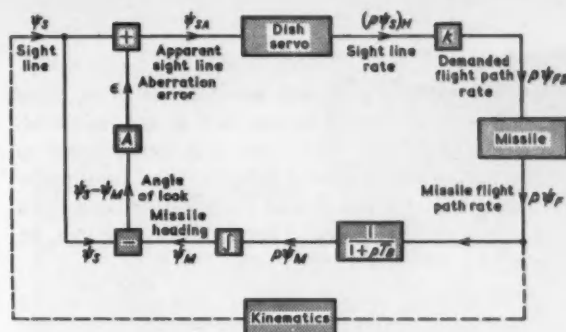 ψS
Sight line
+
ψSA
Apparent sight line
Dish servo
(pψS)H
Sight line rate
k
Demanded flight path rate
pψFD
ϵ
Aberration error
A
Missile
ψS-ψM
Angle of look
Missile heading
Missile flight path rate
pψF
ψS
−
ψM
∫
pψM
1
1+pTB
Kinematics